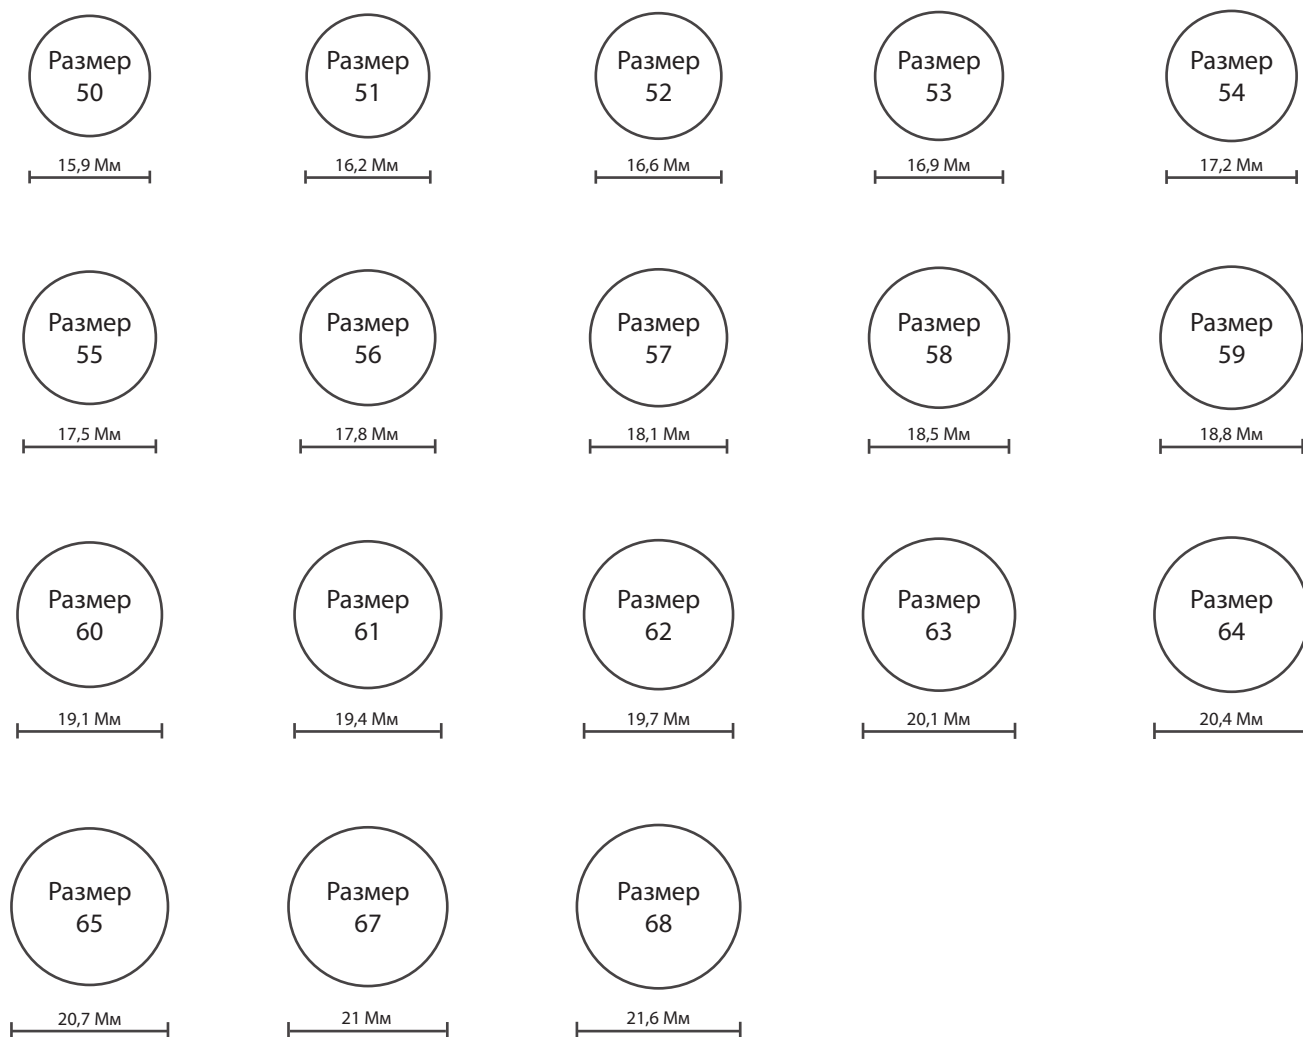 Размер
50
15,9 Мм
Размер
51
16,2 Мм
Размер
52
16,6 Мм
Размер
53
16,9 Мм
Размер
54
17,2 Мм
Размер
55
17,5 Мм
Размер
56
17,8 Мм
Размер
57
18,1 Мм
Размер
58
18,5 Мм
Размер
59
18,8 Мм
Размер
60
19,1 Мм
Размер
61
19,4 Мм
Размер
62
19,7 Мм
Размер
63
20,1 Мм
Размер
64
20,4 Мм
Размер
65
20,7 Мм
Размер
67
21 Мм
Размер
68
21,6 Мм